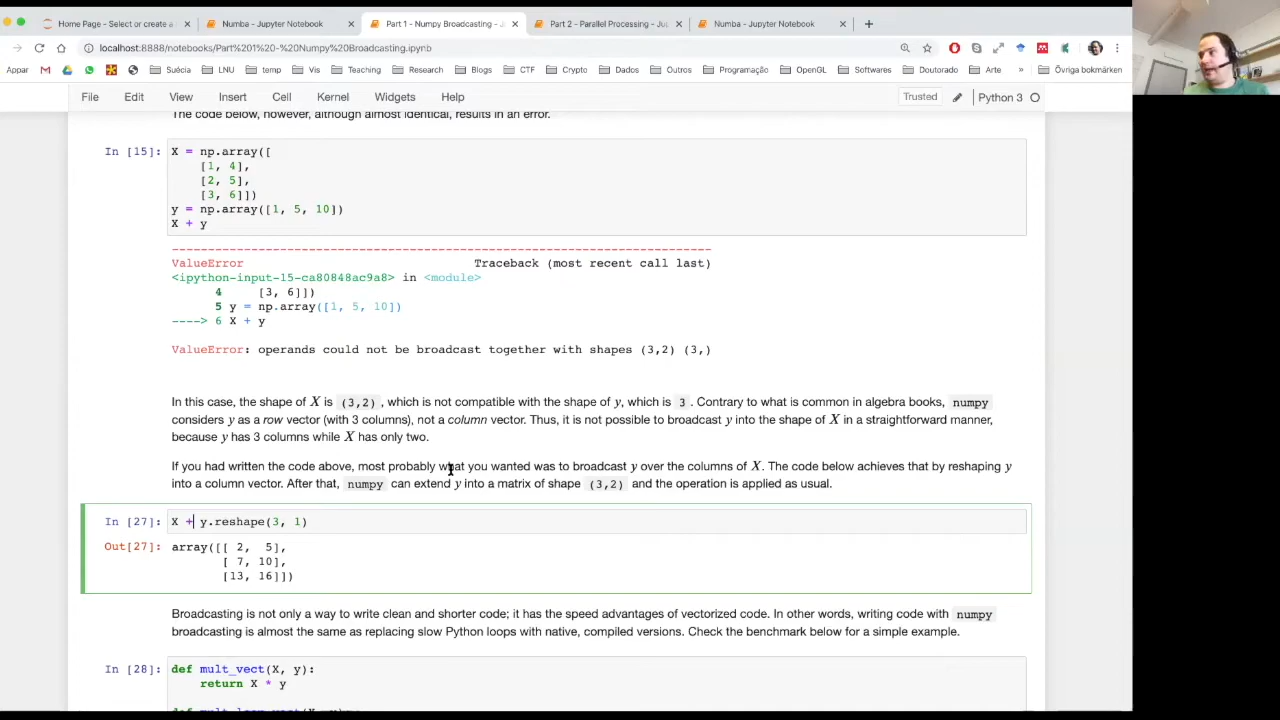 Home Page - Select or create a
Numba - Jupyter Notebook
Part 1 - Numpy Broadcasting - J
Part 2 - Parallel Processing - Ju
Numba - Jupyter Notebook
localhost:8888/notebooks/Part%201%20-%20Numpy%20Broadcasting.ipynb
Appar
Suécia
LNU
temp
Vis
Teaching
Research
Blogs
CTF
Crypto
Dados
Outros
Programação
OpenGL
Softwares
Doutorado
Arte
»
Övriga bokmärken
File Edit View Insert Cell Kernel Widgets Help
Trusted
Python 3
The code below, however, although almost identical, results in an error.
In [15]: X = np.array([
[1, 4],
[2, 5],
[3, 6]])
y = np.array([1, 5, 10])
X + y
---------------------------------------------------------------------------
ValueError Traceback (most recent call last)
<ipython-input-15-ca80848ac9a8> in <module>
4 [3, 6]])
5 y = np.array([1, 5, 10])
----> 6 X + y
ValueError: operands could not be broadcast together with shapes (3,2) (3,)
In this case, the shape of X is (3,2), which is not compatible with the shape of y, which is 3. Contrary to what is common in algebra books, numpy
considers y as a row vector (with 3 columns), not a column vector. Thus, it is not possible to broadcast y into the shape of X in a straightforward manner,
because y has 3 columns while X has only two.
If you had written the code above, most probably what you wanted was to broadcast y over the columns of X. The code below achieves that by reshaping y
into a column vector. After that, numpy can extend y into a matrix of shape (3,2) and the operation is applied as usual.
In [27]: X + y.reshape(3, 1)
Out[27]: array([[ 2, 5],
[ 7, 10],
[13, 16]])
Broadcasting is not only a way to write clean and shorter code; it has the speed advantages of vectorized code. In other words, writing code with numpy
broadcasting is almost the same as replacing slow Python loops with native, compiled versions. Check the benchmark below for a simple example.
In [28]: def mult_vect(X, y):
return X * y